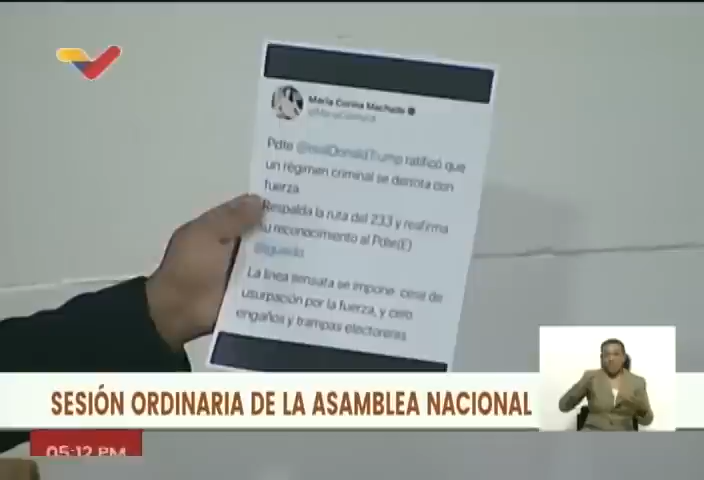 María Corina Machado
@MariaCorinaYA
Pdte @realDonaldTrump ratificó que
un régimen criminal se derrota con
fuerza.
Respalda la ruta del 233 y reafirma
su reconocimiento al Pdte(E)
@jguaido
La línea sensata se impone: cese de
usurpación por la fuerza, y cero
engaños y trampas electoreras.
SESIÓN ORDINARIA DE LA ASAMBLEA NACIONAL
05:12 PM